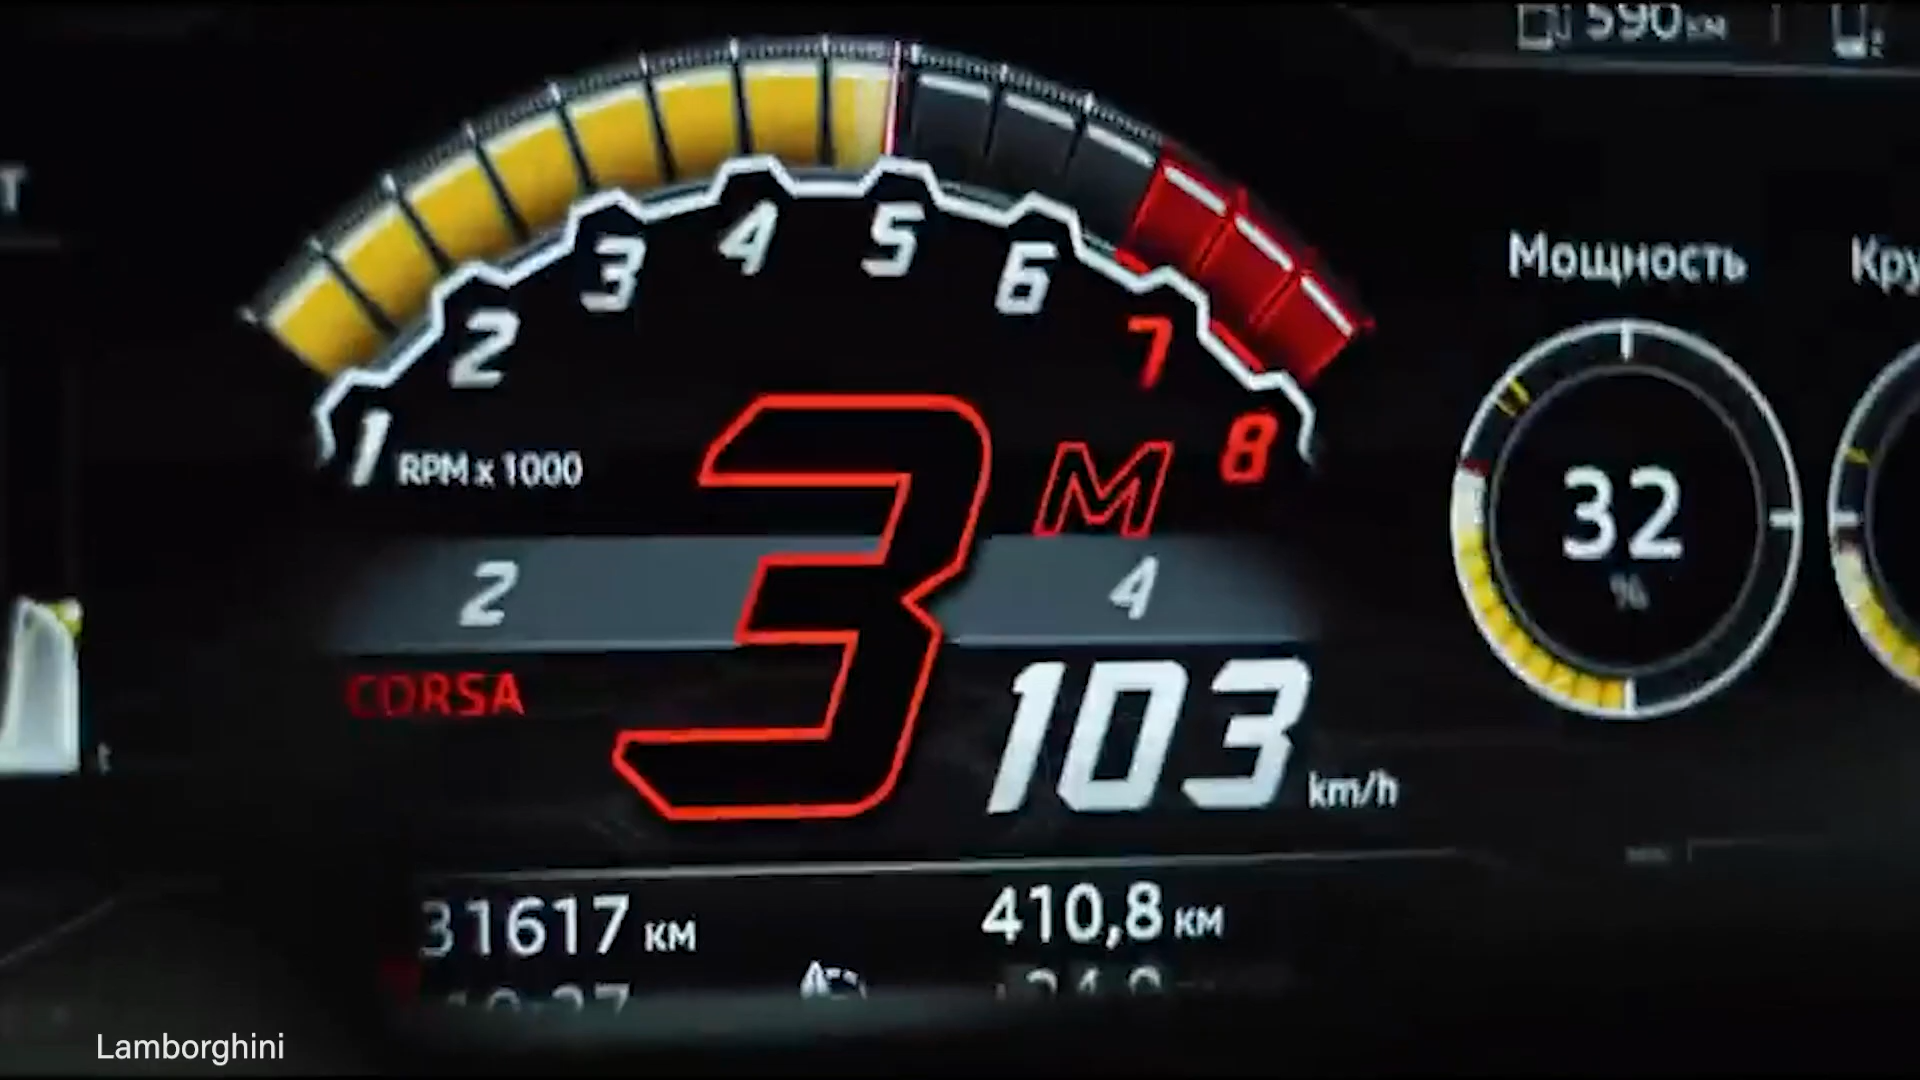 590 км
Мощность
1 2 3 4 5 6 7 8
RPM x 1000
3 M
2 4
32
%
CORSA
103 km/h
31617 км
410,8 км
Lamborghini